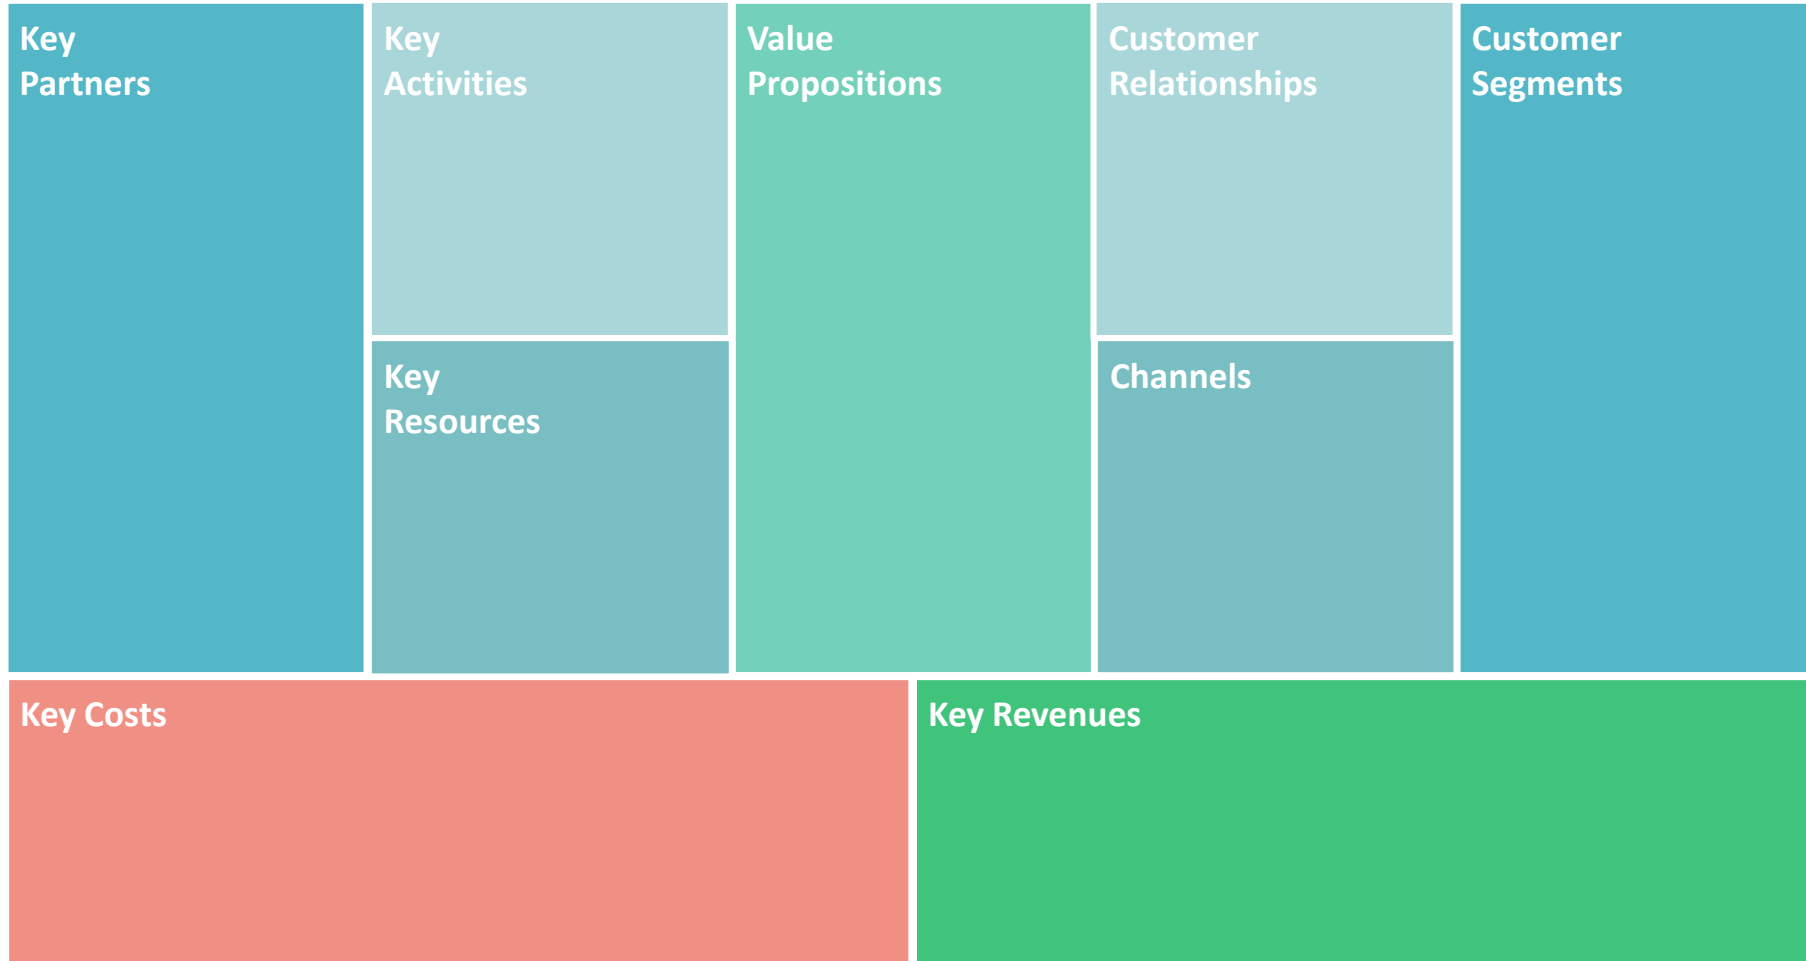 Key
Partners
Key
Activities
Value
Propositions
Customer
Relationships
Customer
Segments
Key
Resources
Channels
Key Costs
Key Revenues